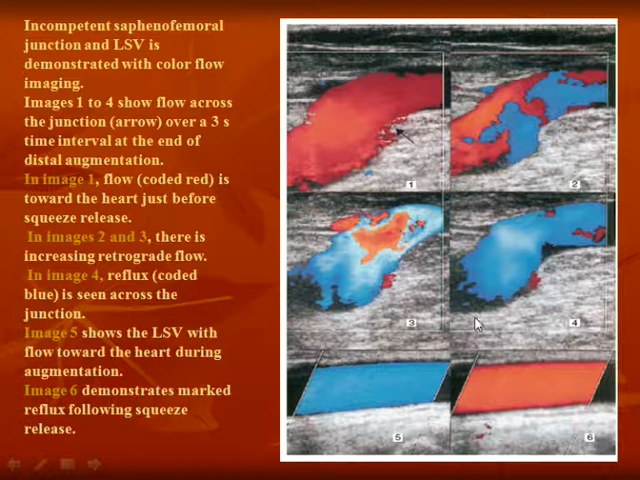 Incompetent saphenofemoral
junction and LSV is
demonstrated with color flow
imaging.
Images 1 to 4 show flow across
the junction (arrow) over a 3 s
time interval at the end of
distal augmentation.
In image 1, flow (coded red) is
toward the heart just before
squeeze release.
In images 2 and 3, there is
increasing retrograde flow.
In image 4, reflux (coded
blue) is seen across the
junction.
Image 5 shows the LSV with
flow toward the heart during
augmentation.
Image 6 demonstrates marked
reflux following squeeze
release.
1
2
3
4
5
6